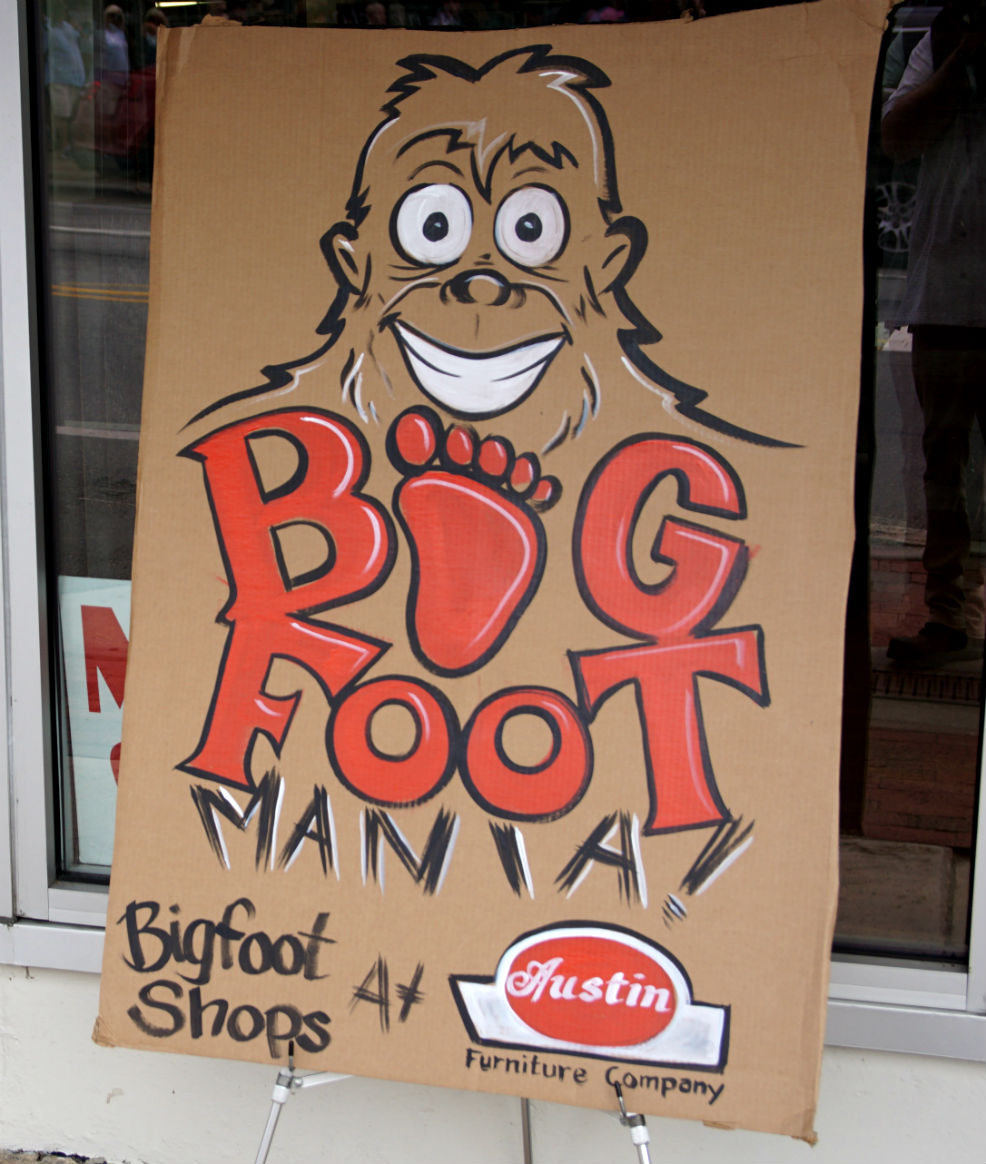 BIG
FOOT
MANIA!
Bigfoot
Shops
At
Austin
Furniture Company